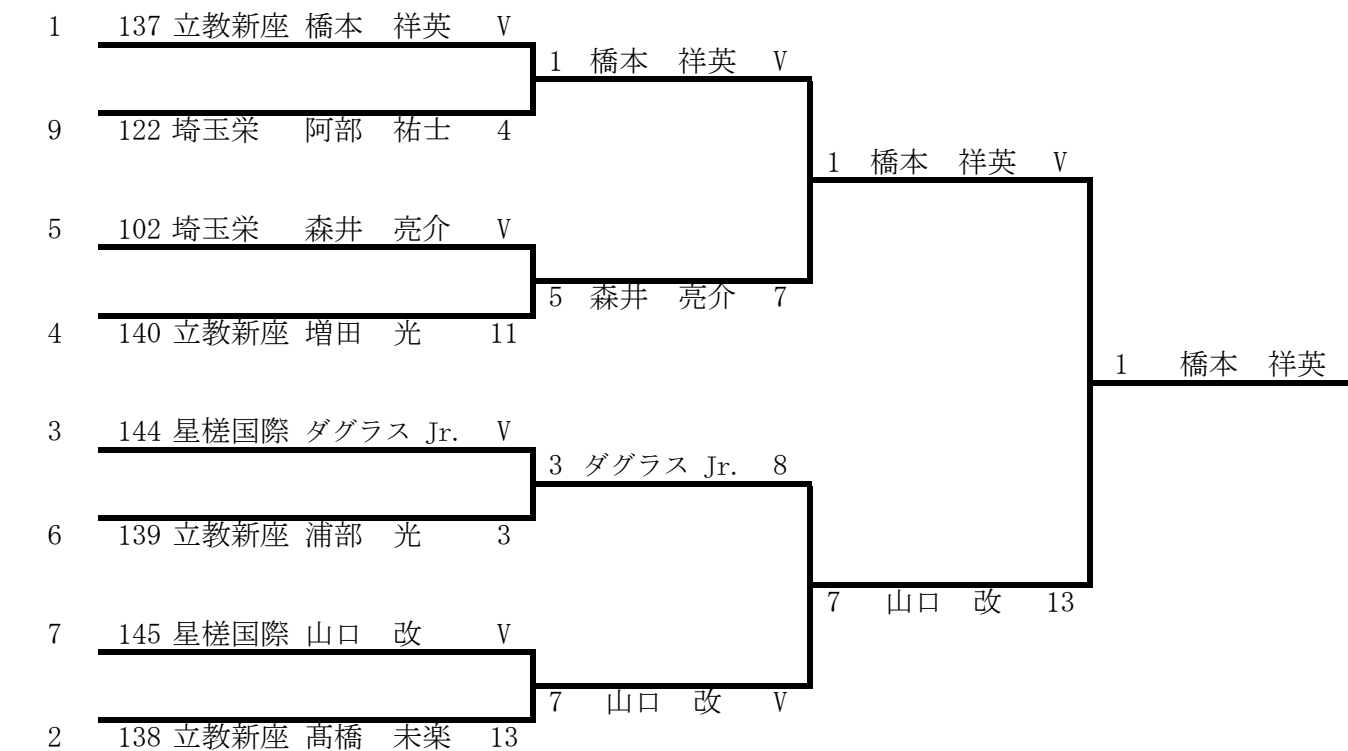 1 137 立教新座 橋本 祥英 V
1 橋本 祥英 V
9 122 埼玉栄 阿部 祐士 4
1 橋本 祥英 V
5 102 埼玉栄 森井 亮介 V
5 森井 亮介 7
4 140 立教新座 増田 光 11
1 橋本 祥英
3 144 星槎国際 ダグラス Jr. V
3 ダグラス Jr. 8
6 139 立教新座 浦部 光 3
7 山口 改 13
7 145 星槎国際 山口 改 V
7 山口 改 V
2 138 立教新座 髙橋 未楽 13